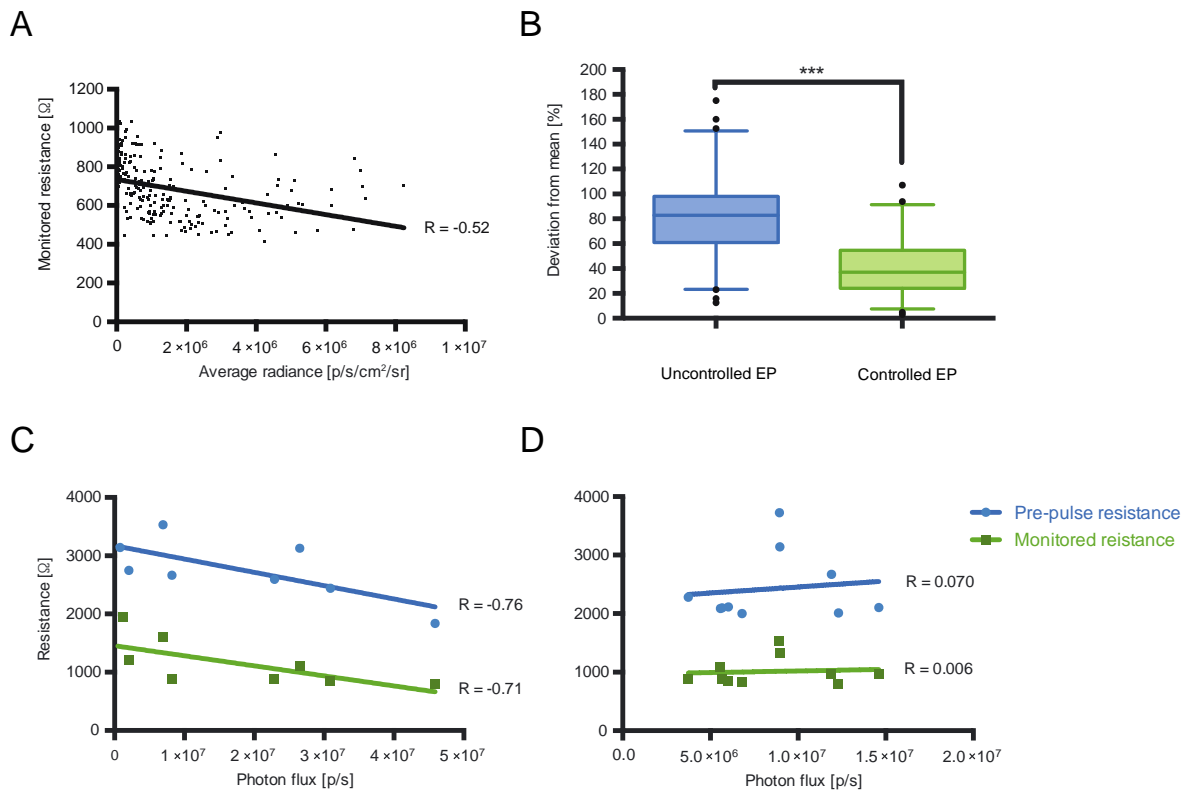 A
Monitored resistance [Ω]
1200
1000
800
600
400
200
0
R = -0.52
0 2×10⁶ 4×10⁶ 6×10⁶ 8×10⁶ 1×10⁷
Average radiance [p/s/cm²/sr]
B
Deviation from mean [%]
200
180
160
140
120
100
80
60
40
20
0
***
Uncontrolled EP Controlled EP
C
Resistance [Ω]
4000
3000
2000
1000
0
R = -0.76
R = -0.71
0 1×10⁷ 2×10⁷ 3×10⁷ 4×10⁷ 5×10⁷
Photon flux [p/s]
D
4000
3000
2000
1000
0
R = 0.070
R = 0.006
0.0 5.0×10⁶ 1.0×10⁷ 1.5×10⁷ 2.0×10⁷
Photon flux [p/s]
Pre-pulse resistance
Monitored reistance